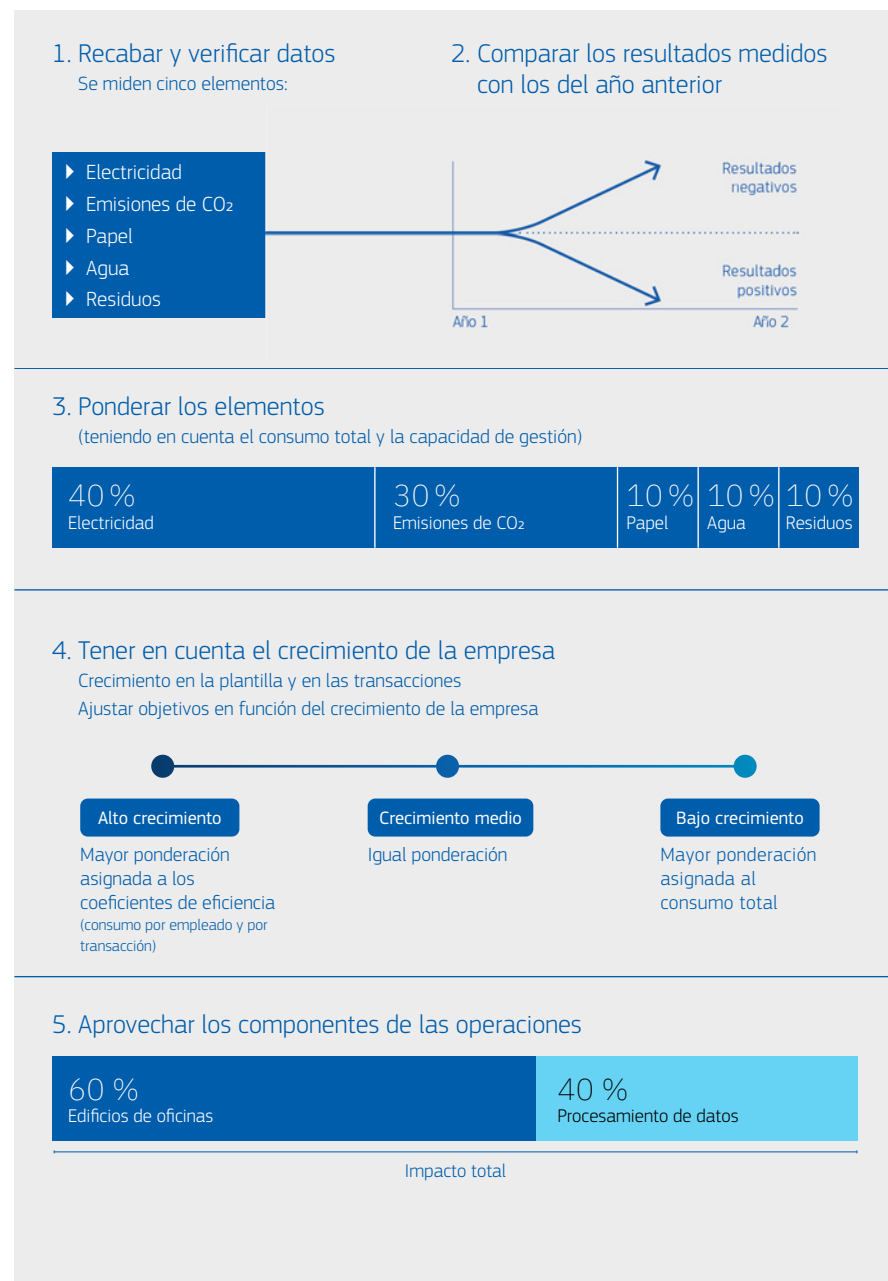 1. Recabar y verificar datos
Se miden cinco elementos:
2. Comparar los resultados medidos
con los del año anterior
Electricidad
Emisiones de CO₂
Papel
Agua
Residuos
Resultados
negativos
Resultados
positivos
Año 1
Año 2
3. Ponderar los elementos
(teniendo en cuenta el consumo total y la capacidad de gestión)
40 %
Electricidad
30 %
Emisiones de CO₂
10 %
Papel
10 %
Agua
10 %
Residuos
4. Tener en cuenta el crecimiento de la empresa
Crecimiento en la plantilla y en las transacciones
Ajustar objetivos en función del crecimiento de la empresa
Alto crecimiento
Mayor ponderación
asignada a los
coeficientes de eficiencia
(consumo por empleado y por
transacción)
Crecimiento medio
Igual ponderación
Bajo crecimiento
Mayor ponderación
asignada al
consumo total
5. Aprovechar los componentes de las operaciones
60 %
Edificios de oficinas
40 %
Procesamiento de datos
Impacto total